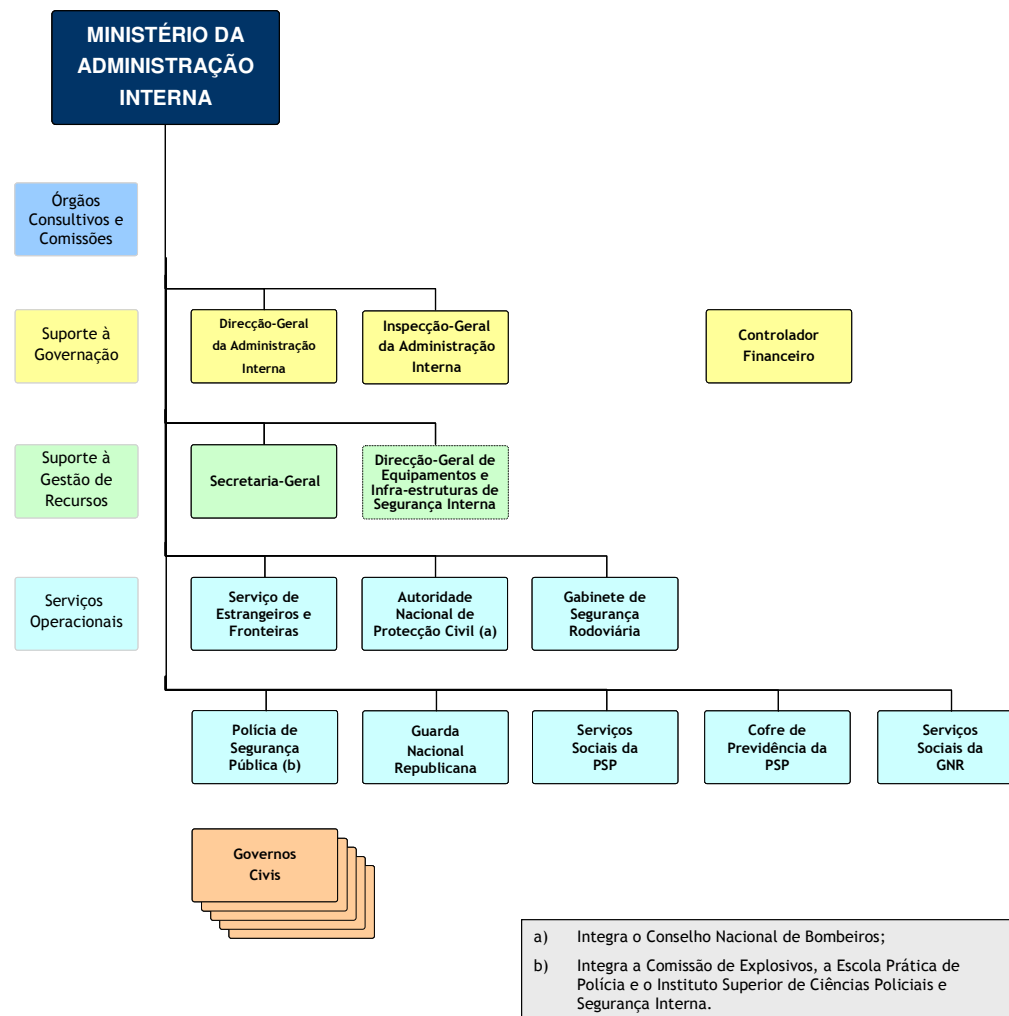 MINISTÉRIO DA
ADMINISTRAÇÃO
INTERNA
Órgãos
Consultivos e
Comissões
Suporte à
Governação
Direcção-Geral
da Administração
Interna
Inspecção-Geral
da Administração
Interna
Controlador
Financeiro
Suporte à
Gestão de
Recursos
Secretaria-Geral
Direcção-Geral de
Equipamentos e
Infra-estruturas de
Segurança Interna
Serviços
Operacionais
Serviço de
Estrangeiros e
Fronteiras
Autoridade
Nacional de
Protecção Civil (a)
Gabinete de
Segurança
Rodoviária
Polícia de
Segurança
Pública (b)
Guarda
Nacional
Republicana
Serviços
Sociais da
PSP
Cofre de
Previdência da
PSP
Serviços
Sociais da
GNR
Governos
Civis
a) Integra o Conselho Nacional de Bombeiros;
b) Integra a Comissão de Explosivos, a Escola Prática de
Polícia e o Instituto Superior de Ciências Policiais e
Segurança Interna.